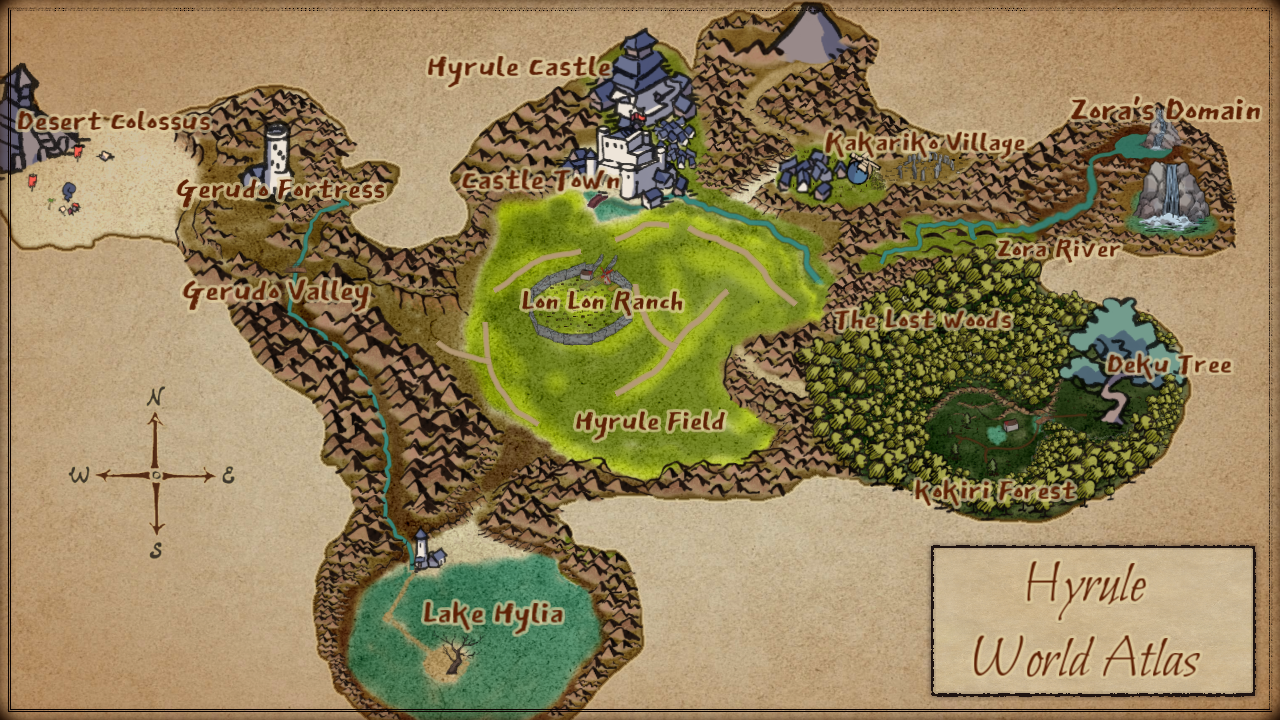 Hyrule Castle
Desert Colossus
Zora's Domain
Kakariko Village
Gerudo Fortress
Castle Town
Zora River
Gerudo Valley
Lon Lon Ranch
The Lost Woods
Deku Tree
N
Hyrule Field
W E
Kokiri Forest
S
Lake Hylia
Hyrule
World Atlas